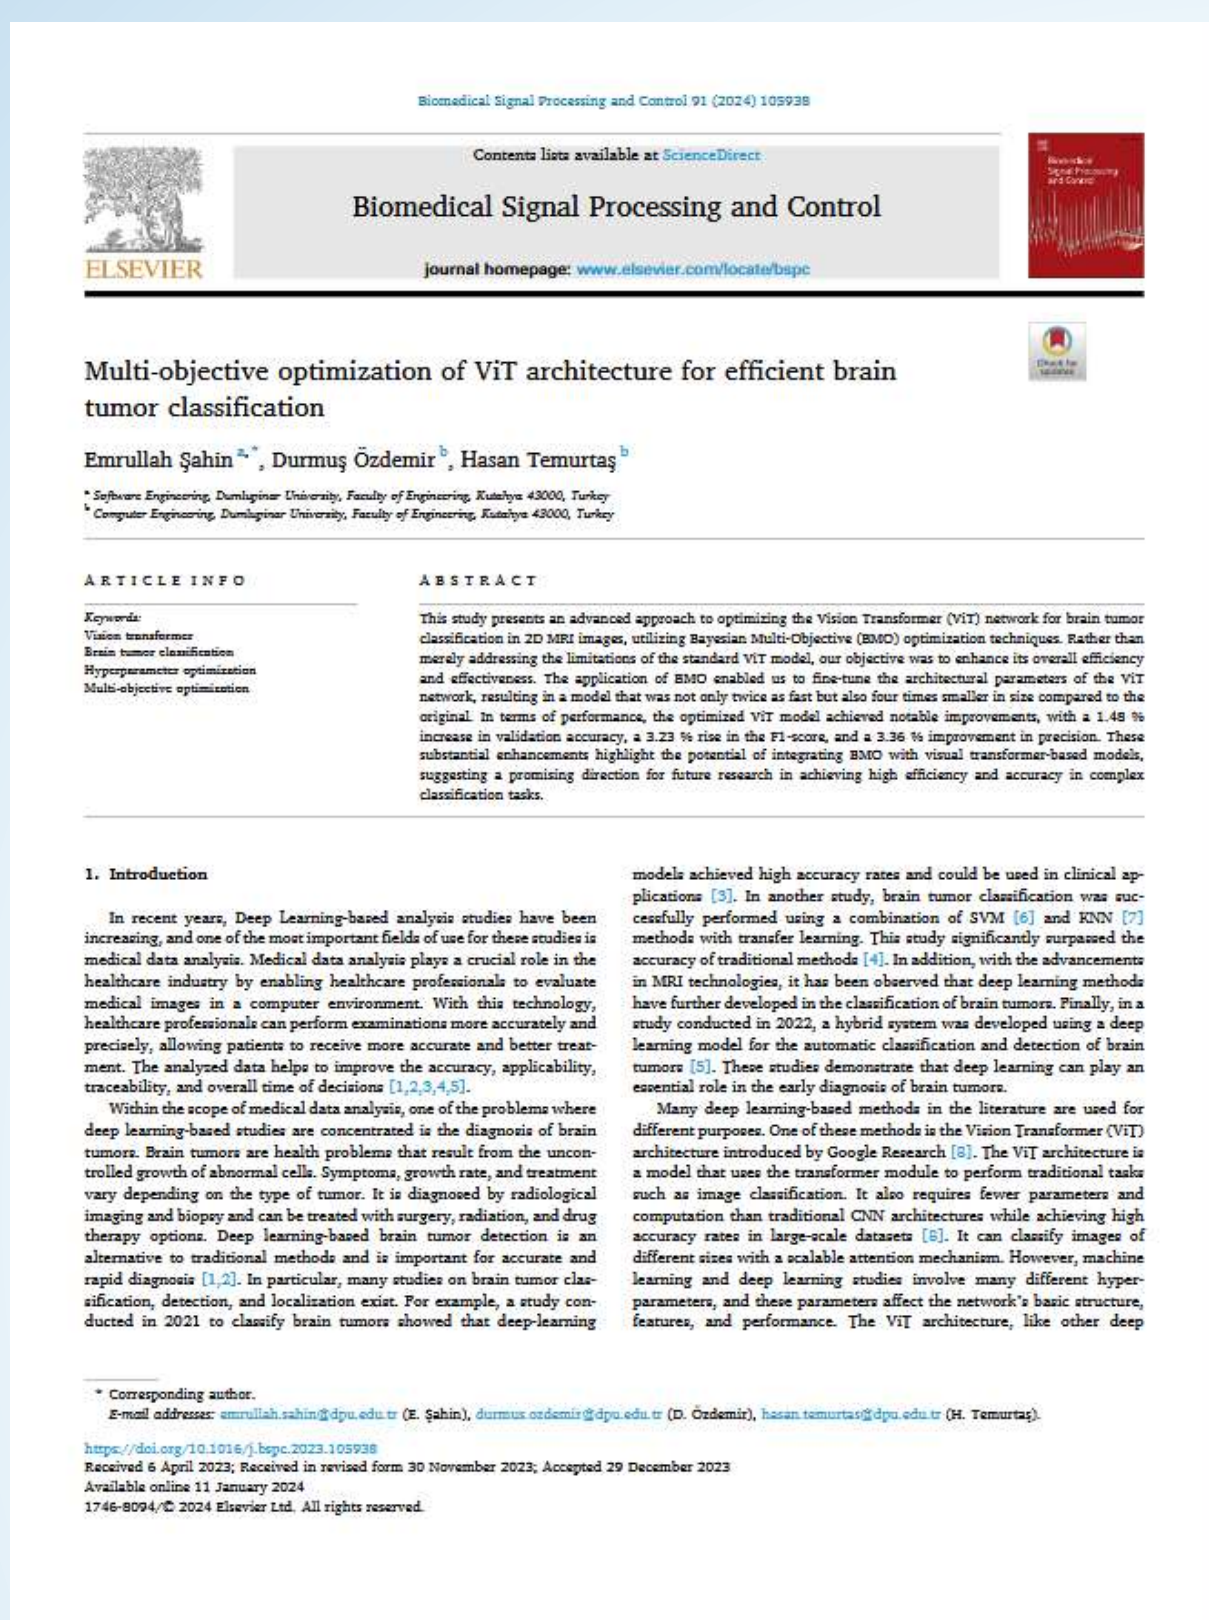 Biomedical Signal Processing and Control 91 (2024) 105938
Contents lists available at ScienceDirect
Biomedical Signal Processing and Control
journal homepage: www.elsevier.com/locate/bspc
ELSEVIER
Biomedical
Signal Processing
and Control
Check for
updates
Multi-objective optimization of ViT architecture for efficient brain
tumor classification
Emrullah Şahin a,*, Durmuş Özdemir b, Hasan Temurtaş b
a Software Engineering, Dumlupinar University, Faculty of Engineering, Kutahya 43000, Turkey
b Computer Engineering, Dumlupinar University, Faculty of Engineering, Kutahya 43000, Turkey
ARTICLE INFO
Keywords:
Vision transformer
Brain tumor classification
Hyperparameter optimization
Multi-objective optimization
ABSTRACT
This study presents an advanced approach to optimizing the Vision Transformer (ViT) network for brain tumor
classification in 2D MRI images, utilizing Bayesian Multi-Objective (BMO) optimization techniques. Rather than
merely addressing the limitations of the standard ViT model, our objective was to enhance its overall efficiency
and effectiveness. The application of BMO enabled us to fine-tune the architectural parameters of the ViT
network, resulting in a model that was not only twice as fast but also four times smaller in size compared to the
original. In terms of performance, the optimized ViT model achieved notable improvements, with a 1.48 %
increase in validation accuracy, a 3.23 % rise in the F1-score, and a 3.36 % improvement in precision. These
substantial enhancements highlight the potential of integrating BMO with visual transformer-based models,
suggesting a promising direction for future research in achieving high efficiency and accuracy in complex
classification tasks.
1. Introduction
In recent years, Deep Learning-based analysis studies have been
increasing, and one of the most important fields of use for these studies is
medical data analysis. Medical data analysis plays a crucial role in the
healthcare industry by enabling healthcare professionals to evaluate
medical images in a computer environment. With this technology,
healthcare professionals can perform examinations more accurately and
precisely, allowing patients to receive more accurate and better treat-
ment. The analyzed data helps to improve the accuracy, applicability,
traceability, and overall time of decisions [1,2,3,4,5].
Within the scope of medical data analysis, one of the problems where
deep learning-based studies are concentrated is the diagnosis of brain
tumors. Brain tumors are health problems that result from the uncon-
trolled growth of abnormal cells. Symptoms, growth rate, and treatment
vary depending on the type of tumor. It is diagnosed by radiological
imaging and biopsy and can be treated with surgery, radiation, and drug
therapy options. Deep learning-based brain tumor detection is an
alternative to traditional methods and is important for accurate and
rapid diagnosis [1,2]. In particular, many studies on brain tumor clas-
sification, detection, and localization exist. For example, a study con-
ducted in 2021 to classify brain tumors showed that deep-learning
models achieved high accuracy rates and could be used in clinical ap-
plications [3]. In another study, brain tumor classification was suc-
cessfully performed using a combination of SVM [6] and KNN [7]
methods with transfer learning. This study significantly surpassed the
accuracy of traditional methods [4]. In addition, with the advancements
in MRI technologies, it has been observed that deep learning methods
have further developed in the classification of brain tumors. Finally, in a
study conducted in 2022, a hybrid system was developed using a deep
learning model for the automatic classification and detection of brain
tumors [5]. These studies demonstrate that deep learning can play an
essential role in the early diagnosis of brain tumors.
Many deep learning-based methods in the literature are used for
different purposes. One of these methods is the Vision Transformer (ViT)
architecture introduced by Google Research [8]. The ViT architecture is
a model that uses the transformer module to perform traditional tasks
such as image classification. It also requires fewer parameters and
computation than traditional CNN architectures while achieving high
accuracy rates in large-scale datasets [8]. It can classify images of
different sizes with a scalable attention mechanism. However, machine
learning and deep learning studies involve many different hyper-
parameters, and these parameters affect the network's basic structure,
features, and performance. The ViT architecture, like other deep
* Corresponding author.
E-mail addresses: emrullah.sahin@dpu.edu.tr (E. Şahin), durmus.ozdemir@dpu.edu.tr (D. Özdemir), hasan.temurtas@dpu.edu.tr (H. Temurtaş).
https://doi.org/10.1016/j.bspc.2023.105938
Received 6 April 2023; Received in revised form 30 November 2023; Accepted 29 December 2023
Available online 11 January 2024
1746-8094/© 2024 Elsevier Ltd. All rights reserved.